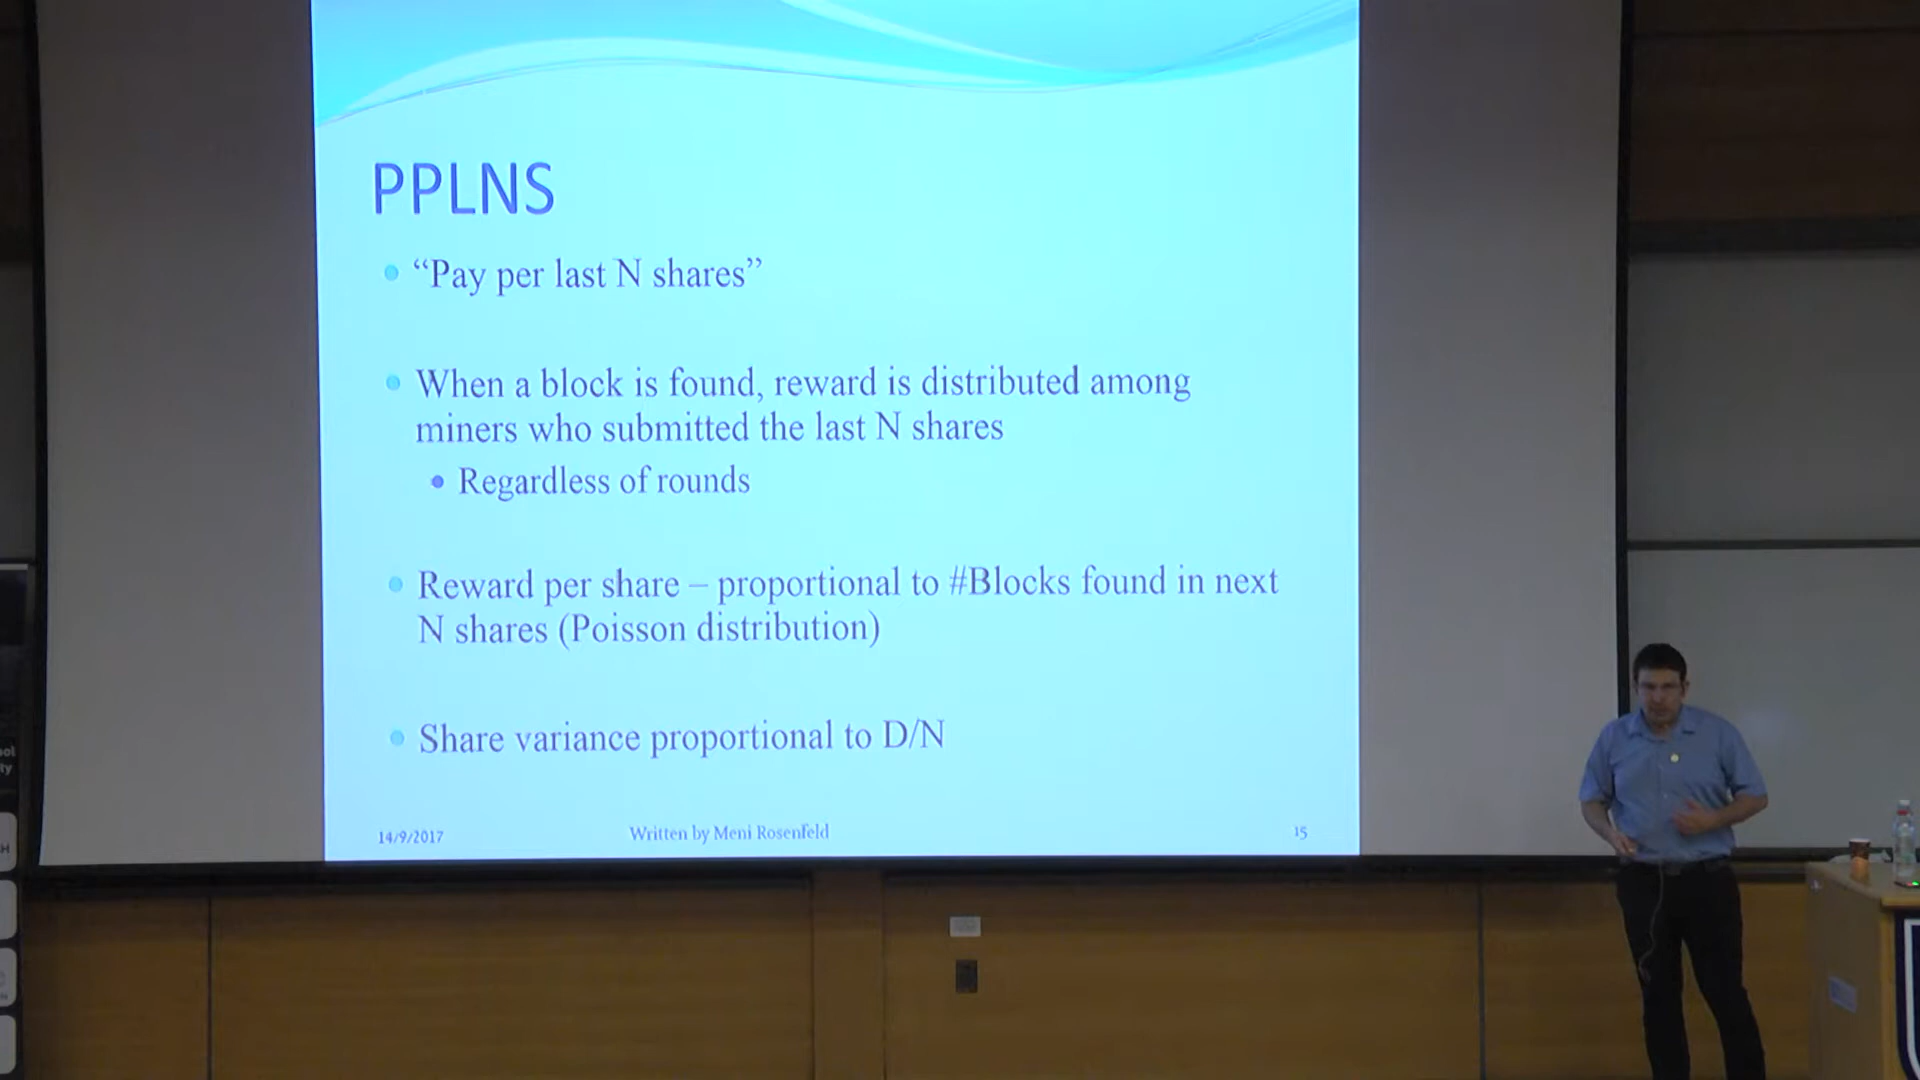 PPLNS
“Pay per last N shares”
When a block is found, reward is distributed among
miners who submitted the last N shares
Regardless of rounds
Reward per share – proportional to #Blocks found in next
N shares (Poisson distribution)
Share variance proportional to D/N
14/9/2017
Written by Meni Rosenfeld
15